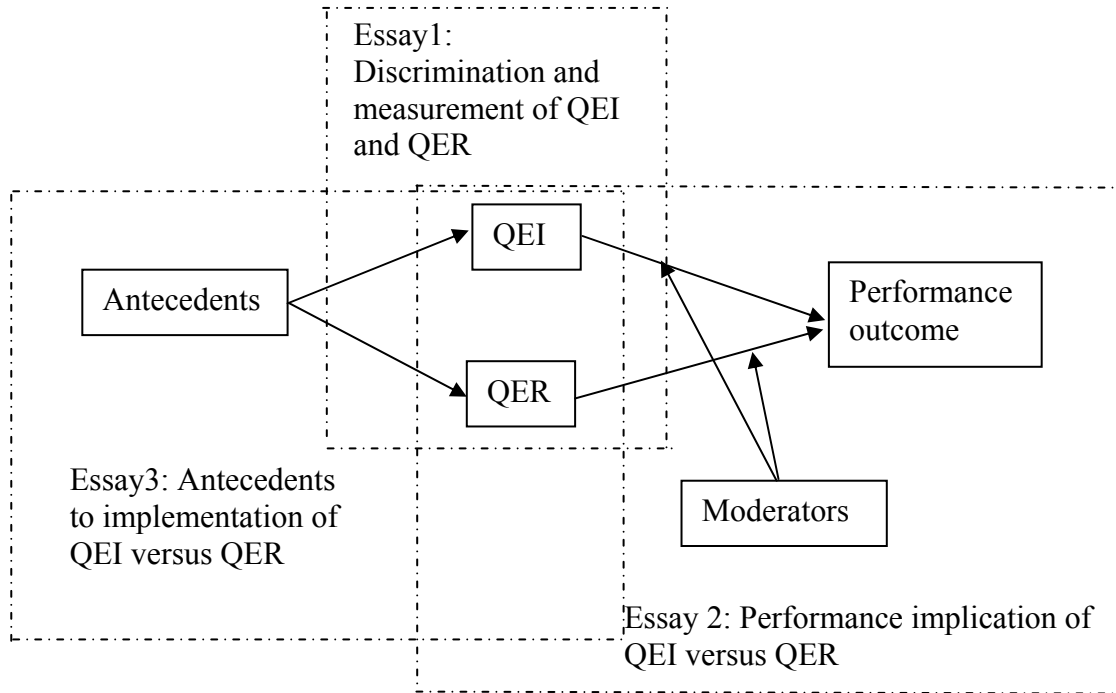 Essay1:
Discrimination and
measurement of QEI
and QER
QEI
Antecedents
Performance
outcome
QER
Essay3: Antecedents
to implementation of
QEI versus QER
Moderators
Essay 2: Performance implication of
QEI versus QER